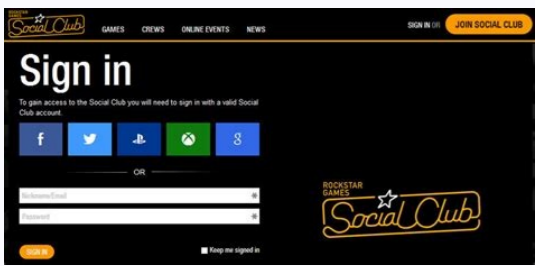 ROCKSTAR
GAMES
Social Club
GAMES CREWS ONLINE EVENTS NEWS
SIGN IN OR JOIN SOCIAL CLUB
Sign in
To gain access to the Social Club you will need to sign in with a valid Social
Club account.
f 8
OR
Nickname/Email *
Password *
SIGN IN Keep me signed in
ROCKSTAR
GAMES
Social Club